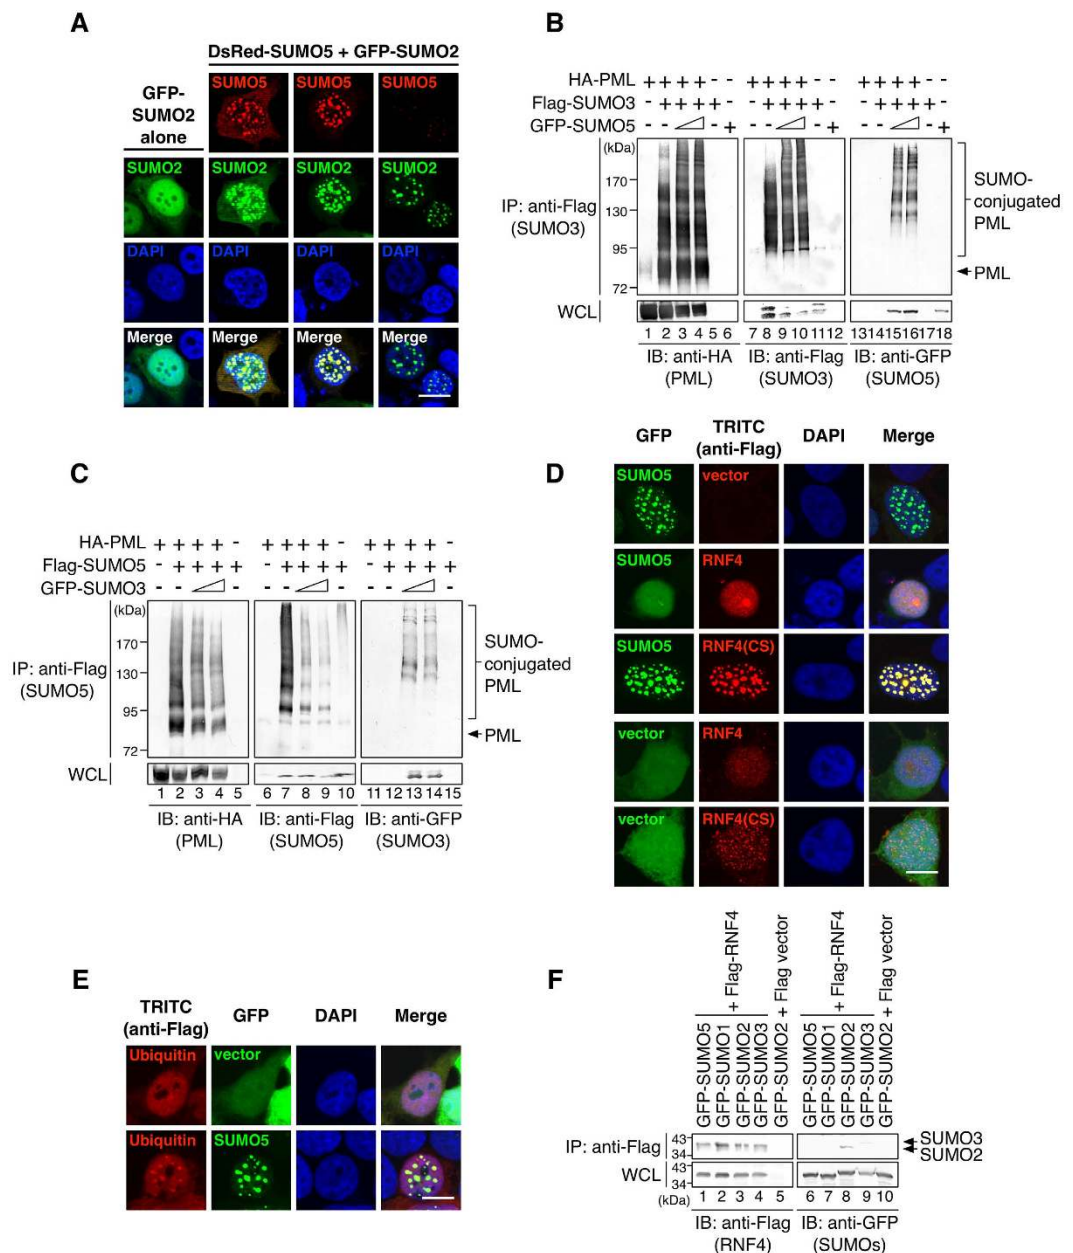 A
DsRed-SUMO5 + GFP-SUMO2
GFP-
SUMO2
alone
SUMO5 SUMO5 SUMO5
SUMO2 SUMO2 SUMO2 SUMO2
DAPI DAPI DAPI DAPI
Merge Merge Merge Merge
B
HA-PML + + + + - - + + + + - - + + + + - -
Flag-SUMO3 - + + + + - - + + + + - - + + + + -
GFP-SUMO5 - - - + - - - + - - - +
(kDa)
170
130
95
72
IP: anti-Flag
(SUMO3)
SUMO-
conjugated
PML
PML
WCL
1 2 3 4 5 6 7 8 9 10 11 12 13 14 15 16 17 18
IB: anti-HA
(PML)
IB: anti-Flag
(SUMO3)
IB: anti-GFP
(SUMO5)
C
HA-PML + + + + - + + + + - + + + + -
Flag-SUMO5 - + + + + - + + + + - + + + +
GFP-SUMO3 - - - - - - - - -
(kDa)
170
130
95
72
IP: anti-Flag
(SUMO5)
SUMO-
conjugated
PML
PML
WCL
1 2 3 4 5 6 7 8 9 10 11 12 13 14 15
IB: anti-HA
(PML)
IB: anti-Flag
(SUMO5)
IB: anti-GFP
(SUMO3)
D
GFP TRITC (anti-Flag) DAPI Merge
SUMO5 vector
SUMO5 RNF4
SUMO5 RNF4(CS)
vector RNF4
vector RNF4(CS)
E
TRITC (anti-Flag) GFP DAPI Merge
Ubiquitin vector
Ubiquitin SUMO5
F
GFP-SUMO5
GFP-SUMO1
GFP-SUMO2
GFP-SUMO3
+ Flag-RNF4
GFP-SUMO2 + Flag vector
GFP-SUMO5
GFP-SUMO1
GFP-SUMO2
GFP-SUMO3
+ Flag-RNF4
GFP-SUMO2 + Flag vector
IP: anti-Flag 43 34
SUMO3
SUMO2
WCL 43 34
(kDa) 1 2 3 4 5 6 7 8 9 10
IB: anti-Flag
(RNF4)
IB: anti-GFP
(SUMOs)